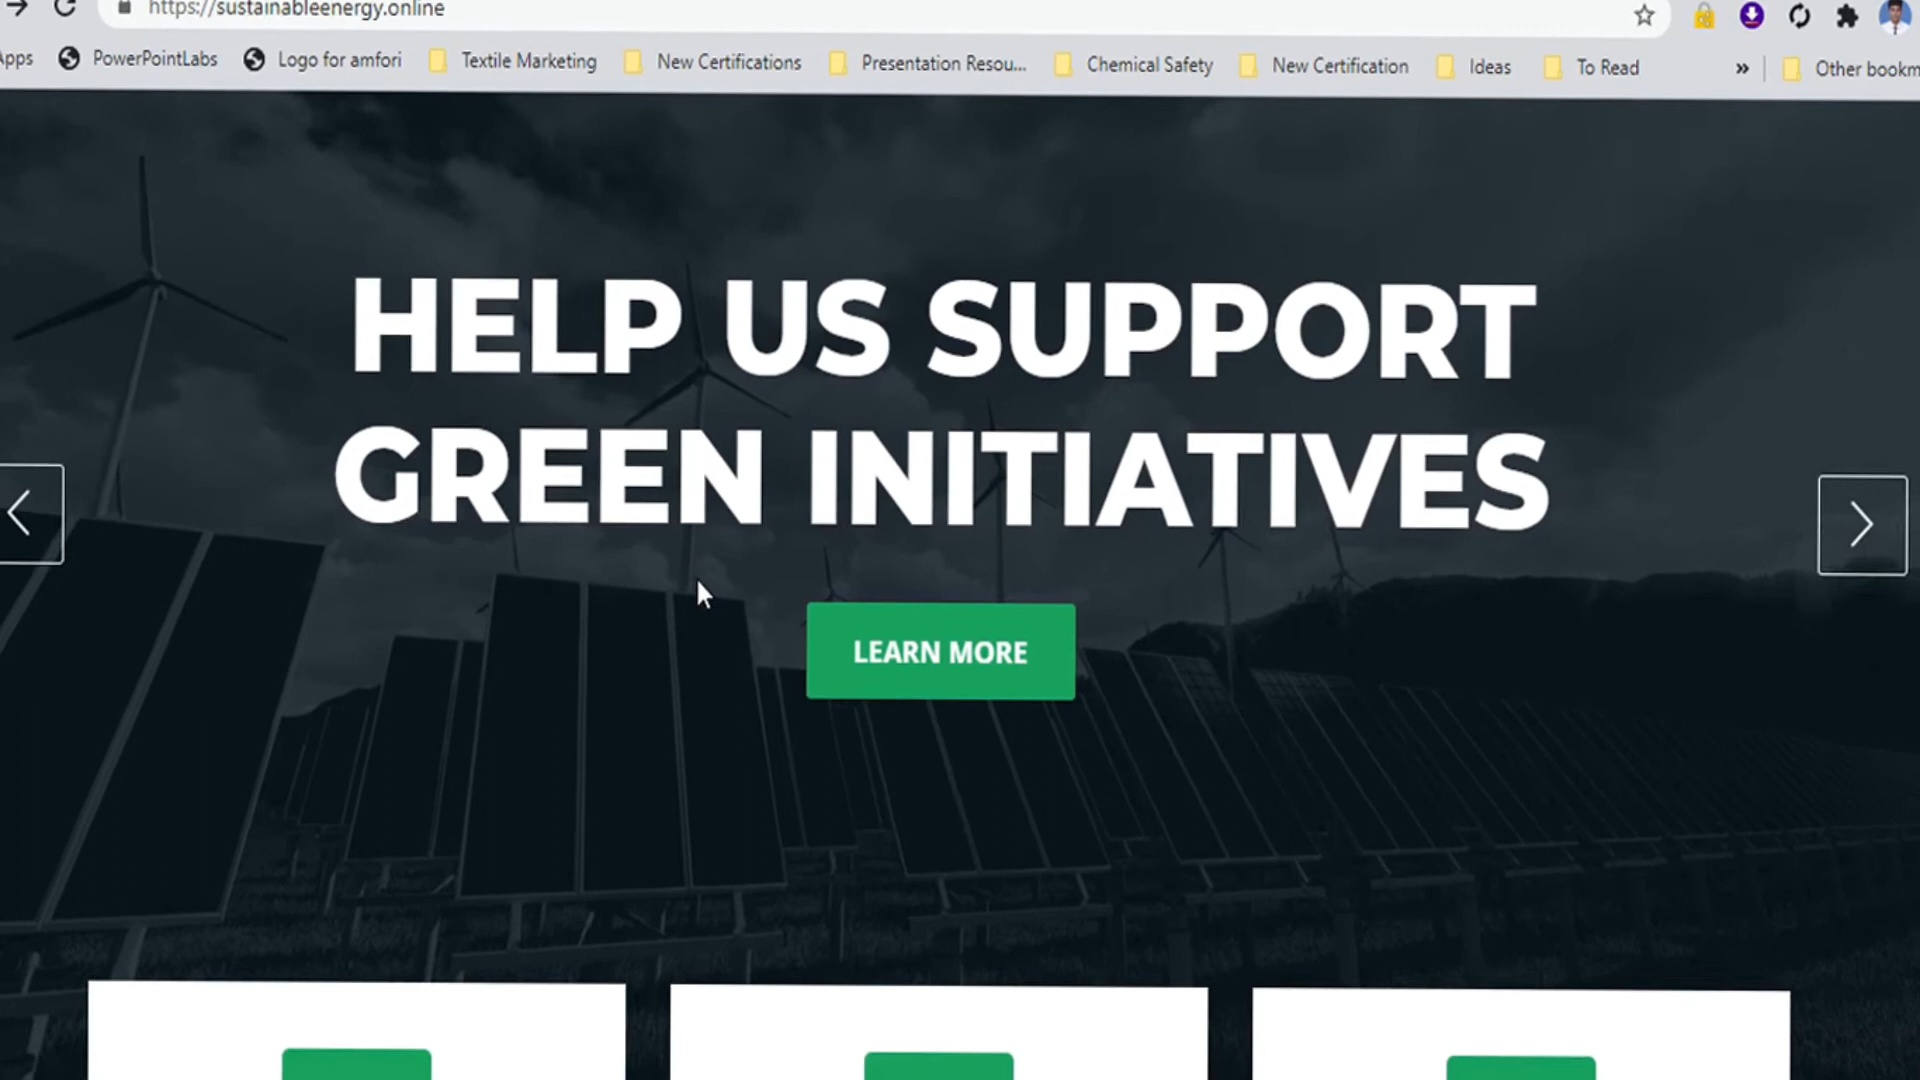 https://sustainableenergy.online
Apps PowerPointLabs Logo for amfori Textile Marketing New Certifications Presentation Resou... Chemical Safety New Certification Ideas To Read » Other bookm
HELP US SUPPORT
GREEN INITIATIVES
LEARN MORE